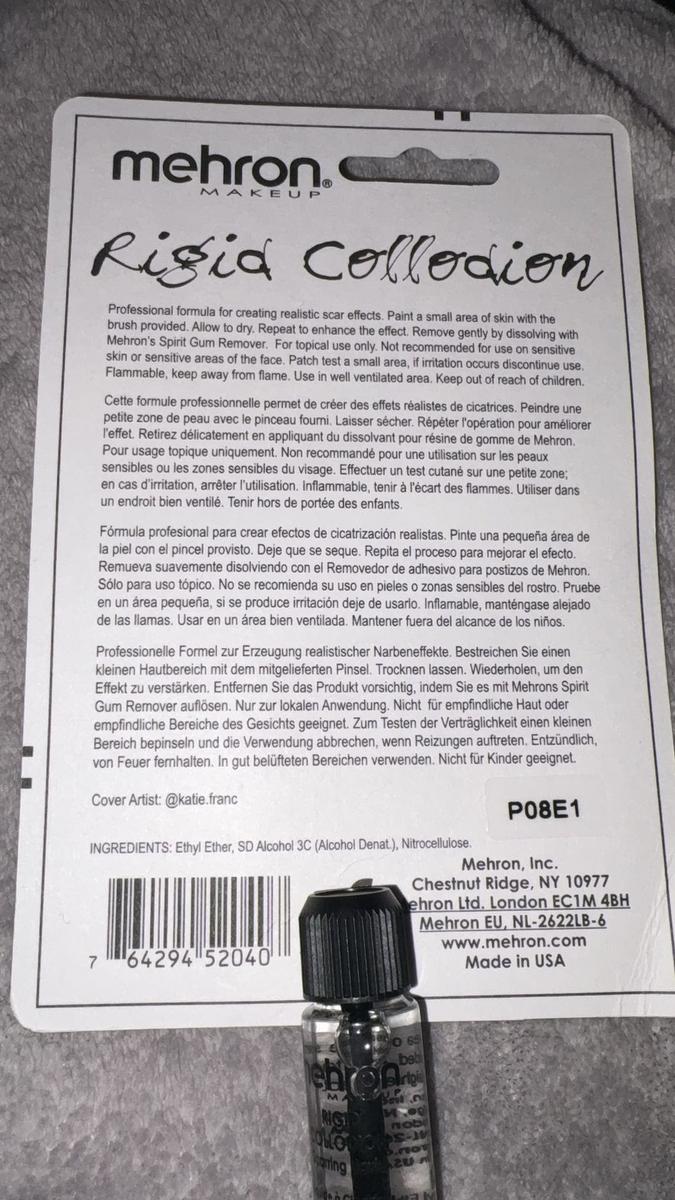 mehron®
MAKEUP
Rigid Collodion
Professional formula for creating realistic scar effects. Paint a small area of skin with the
brush provided. Allow to dry. Repeat to enhance the effect. Remove gently by dissolving with
Mehron's Spirit Gum Remover. For topical use only. Not recommended for use on sensitive
skin or sensitive areas of the face. Patch test a small area, if irritation occurs discontinue use.
Flammable, keep away from flame. Use in well ventilated area. Keep out of reach of children.
Cette formule professionnelle permet de créer des effets réalistes de cicatrices. Peindre une
petite zone de peau avec le pinceau fourni. Laisser sécher. Répéter l'opération pour améliorer
l'effet. Retirez délicatement en appliquant du dissolvant pour résine de gomme de Mehron.
Pour usage topique uniquement. Non recommandé pour une utilisation sur les peaux
sensibles ou les zones sensibles du visage. Effectuer un test cutané sur une petite zone;
en cas d'irritation, arrêter l'utilisation. Inflammable, tenir à l'écart des flammes. Utiliser dans
un endroit bien ventilé. Tenir hors de portée des enfants.
Fórmula profesional para crear efectos de cicatrización realistas. Pinte una pequeña área de
la piel con el pincel provisto. Deje que se seque. Repita el proceso para mejorar el efecto.
Remueva suavemente disolviendo con el Removedor de adhesivo para postizos de Mehron.
Sólo para uso tópico. No se recomienda su uso en pieles o zonas sensibles del rostro. Pruebe
en un área pequeña, si se produce irritación deje de usarlo. Inflamable, manténgase alejado
de las llamas. Usar en un área bien ventilada. Mantener fuera del alcance de los niños.
Professionelle Formel zur Erzeugung realistischer Narbeneffekte. Bestreichen Sie einen
kleinen Hautbereich mit dem mitgelieferten Pinsel. Trocknen lassen. Wiederholen, um den
Effekt zu verstärken. Entfernen Sie das Produkt vorsichtig, indem Sie es mit Mehrons Spirit
Gum Remover auflösen. Nur zur lokalen Anwendung. Nicht für empfindliche Haut oder
empfindliche Bereiche des Gesichts geeignet. Zum Testen der Verträglichkeit einen kleinen
Bereich bepinseln und die Verwendung abbrechen, wenn Reizungen auftreten. Entzündlich,
von Feuer fernhalten. In gut belüfteten Bereichen verwenden. Nicht für Kinder geeignet.
Cover Artist: @katie.franc
P08E1
INGREDIENTS: Ethyl Ether, SD Alcohol 3C (Alcohol Denat.), Nitrocellulose.
Mehron, Inc.
Chestnut Ridge, NY 10977
ehron Ltd. London EC1M 4BH
Mehron EU, NL-2622LB-6
www.mehron.com
Made in USA
7 64294 52040